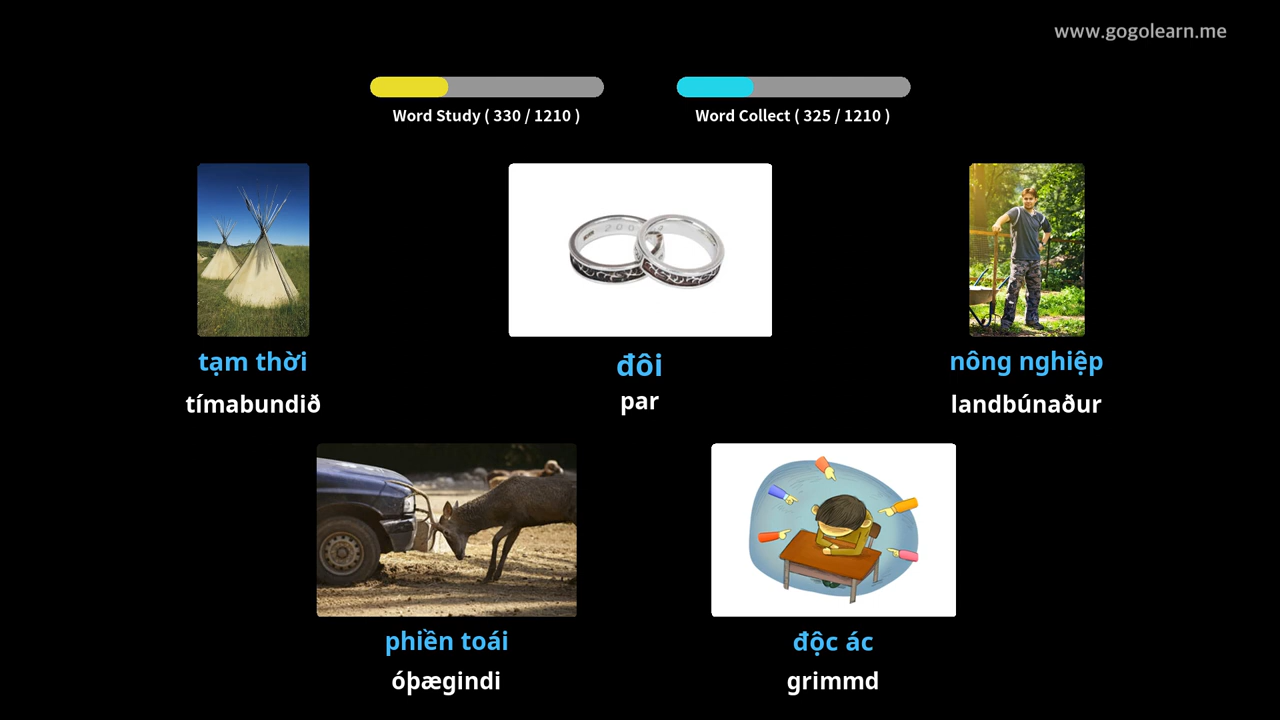 www.gogolearn.me
Word Study ( 330 / 1210 )
Word Collect ( 325 / 1210 )
tạm thời
tímabundið
đôi
par
nông nghiệp
landbúnaður
phiền toái
óþægindi
độc ác
grimmd